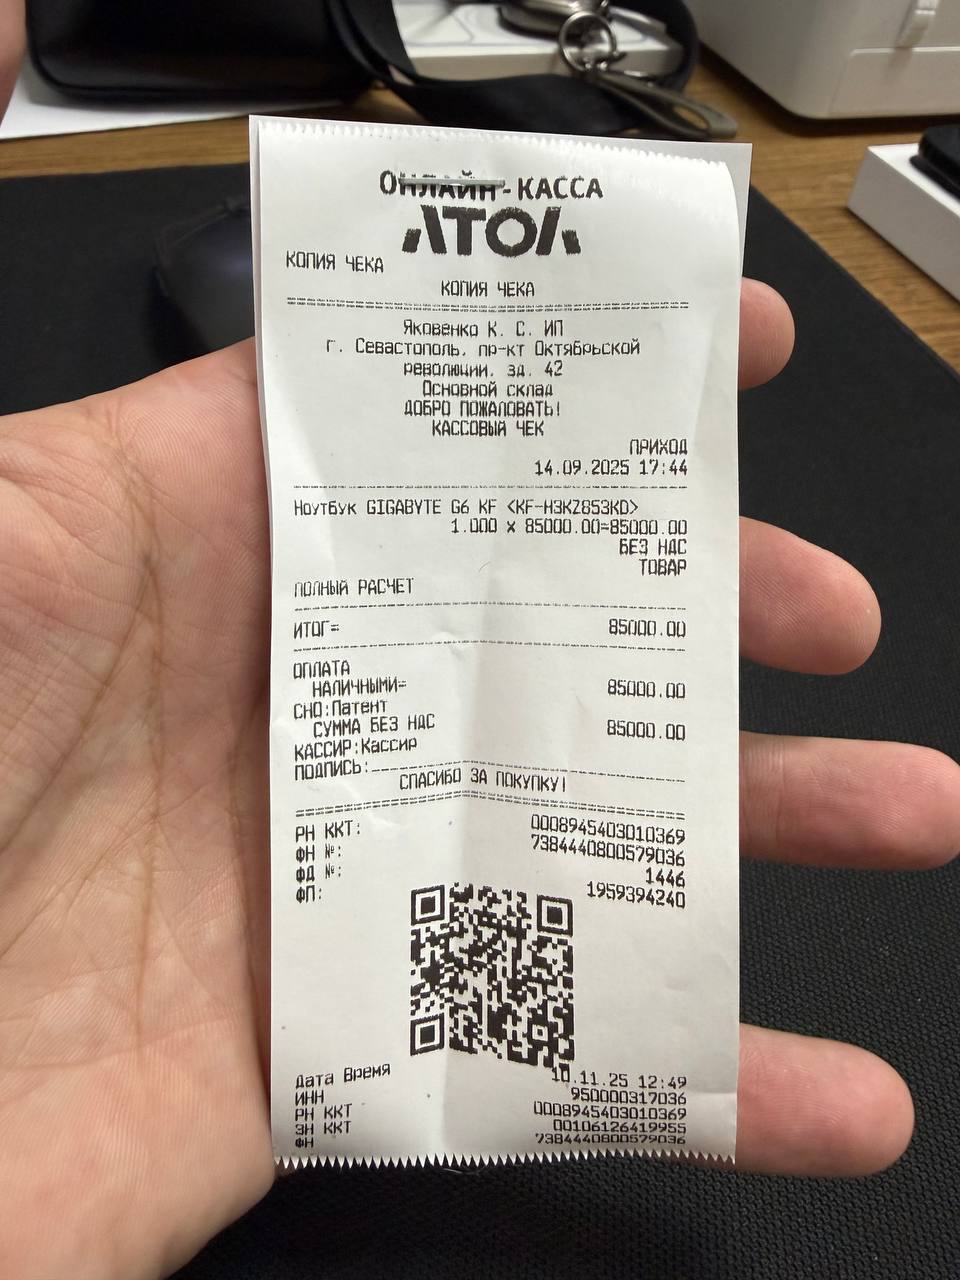 ОНЛАЙН - КАССА
АТОЛ
КОПИЯ ЧЕКА
КОПИЯ ЧЕКА
Яковенко К. С. ИП
г. Севастополь, пр-кт Октябрьской
революции, зд. 42
Основной склад
ДОБРО ПОЖАЛОВАТЬ!
КАССОВЫЙ ЧЕК
ПРИХОД
14.09.2025 17:44
Ноутбук GIGABYTE G6 KF <KF-H3KZ853KD>
1.000 x 85000.00=85000.00
БЕЗ НДС
ТОВАР
ПОЛНЫЙ РАСЧЕТ
ИТОГ= 85000.00
ОПЛАТА
НАЛИЧНЫМИ= 85000.00
СНО:Патент
СУММА БЕЗ НДС 85000.00
КАССИР:Кассир
ПОДПИСЬ:
СПАСИБО ЗА ПОКУПКУ!
РН ККТ: 0008945403010369
ФН №: 7384440800579036
ФД №: 1446
ФП: 1959394240
Дата Время 10.11.25 12:49
ИНН 950000317036
РН ККТ 0008945403010369
ЗН ККТ 00106126419955
ФН 7384440800579036